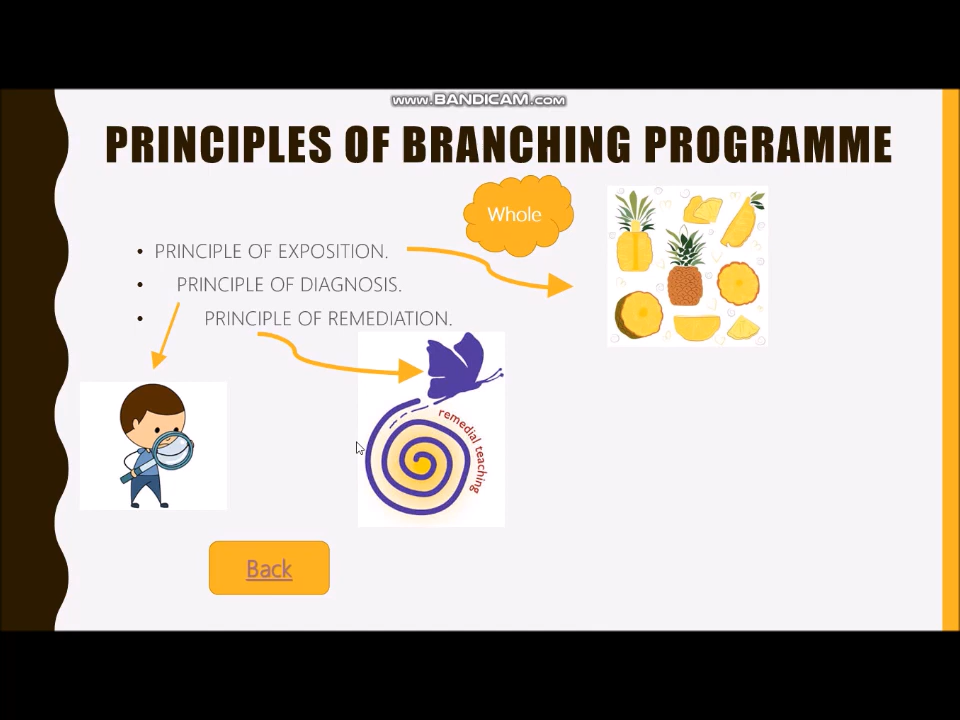 www.BANDICAM.com
PRINCIPLES OF BRANCHING PROGRAMME
Whole
• PRINCIPLE OF EXPOSITION.
• PRINCIPLE OF DIAGNOSIS.
• PRINCIPLE OF REMEDIATION.
remedial teaching
Back